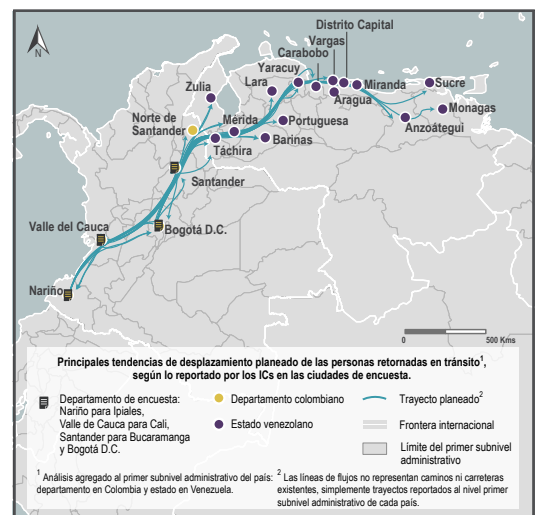 N
Distrito Capital
Vargas
Carabobo
Yaracuy
Zulia
Lara
Miranda
Sucre
Aragua
Monagas
Norte de
Santander
Mérida
Portuguesa
Anzoátegui
Táchira
Barinas
Santander
Valle del Cauca
Bogotá D.C.
Nariño
0
500 Kms
Principales tendencias de desplazamiento planeado de las personas retornadas en tránsito¹,
según lo reportado por los ICs en las ciudades de encuesta.
Departamento de encuesta:
Nariño para Ipiales,
Valle de Cauca para Cali,
Santander para Bucaramanga
y Bogotá D.C.
Departamento colombiano
Estado venezolano
Trayecto planeado²
Frontera internacional
Límite del primer subnivel
administrativo
¹ Análisis agregado al primer subnivel administrativo del país:
departamento en Colombia y estado en Venezuela.
² Las líneas de flujos no representan caminos ni carreteras
existentes, simplemente trayectos reportados al nivel primer
subnivel administrativo de cada país.